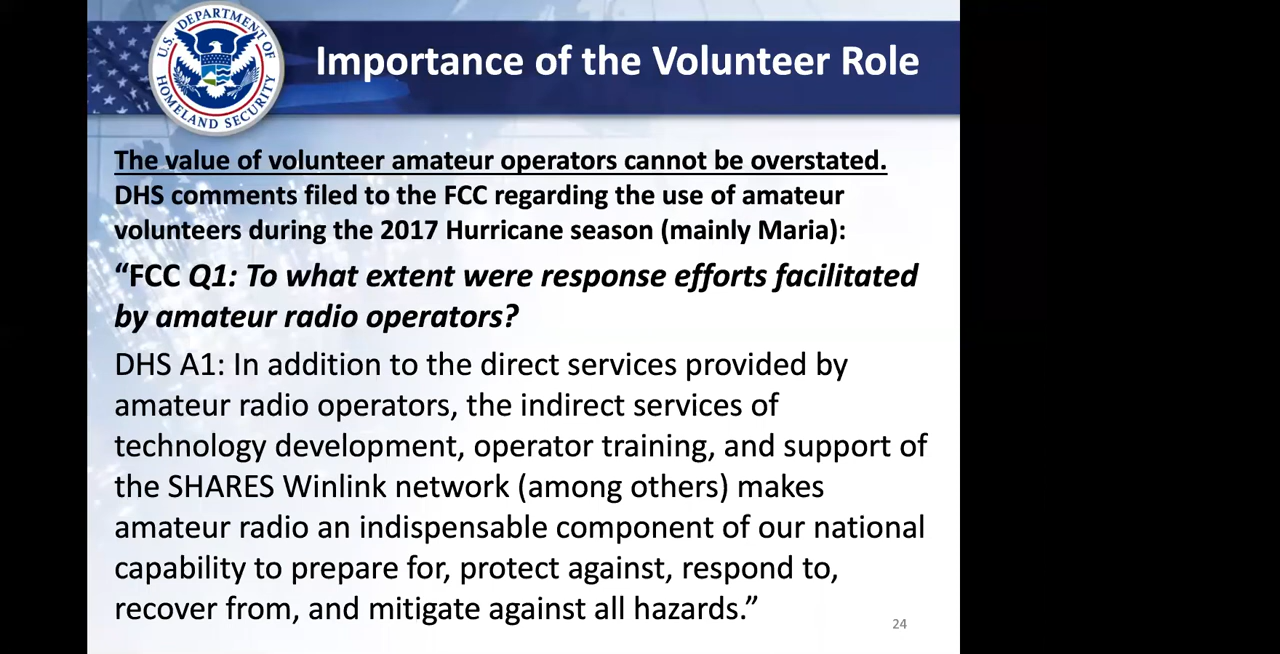 U.S. DEPARTMENT OF
HOMELAND SECURITY
Importance of the Volunteer Role
The value of volunteer amateur operators cannot be overstated.
DHS comments filed to the FCC regarding the use of amateur
volunteers during the 2017 Hurricane season (mainly Maria):
“FCC Q1: To what extent were response efforts facilitated
by amateur radio operators?
DHS A1: In addition to the direct services provided by
amateur radio operators, the indirect services of
technology development, operator training, and support of
the SHARES Winlink network (among others) makes
amateur radio an indispensable component of our national
capability to prepare for, protect against, respond to,
recover from, and mitigate against all hazards.”
24